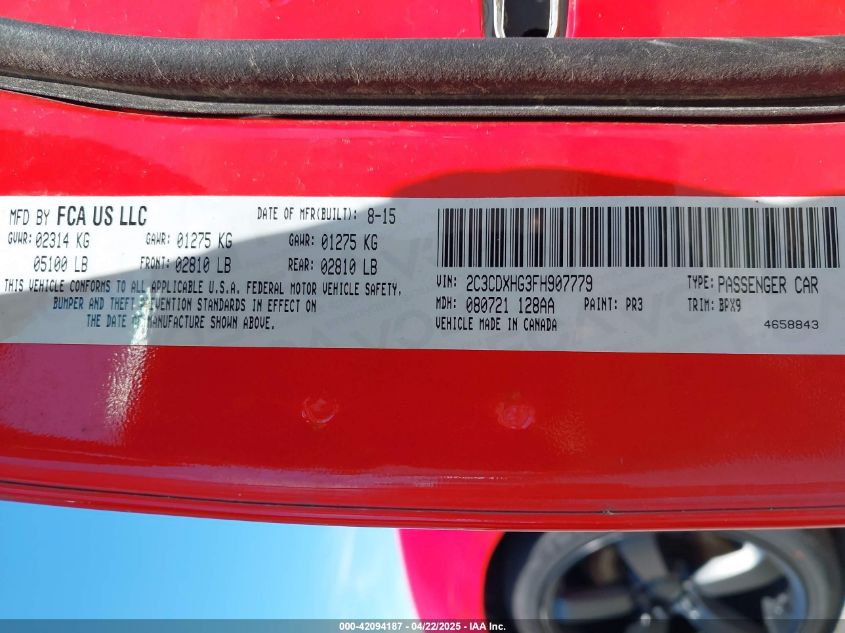 MFD BY FCA US LLC DATE OF MFR(BUILT): 8-15
GVWR: 02314 KG GAWR: 01275 KG GAWR: 01275 KG
05100 LB FRONT: 02810 LB REAR: 02810 LB
THIS VEHICLE CONFORMS TO ALL APPLICABLE U.S.A. FEDERAL MOTOR VEHICLE SAFETY,
BUMPER AND THEFT PREVENTION STANDARDS IN EFFECT ON
THE DATE OF MANUFACTURE SHOWN ABOVE.
VIN: 2C3CDXHG3FH907779 TYPE: PASSENGER CAR
MDH: 080721 128AA PAINT: PR3 TRIM: BPX9
VEHICLE MADE IN CANADA 4658843
000-42094187 - 04/22/2025 - IAA Inc.